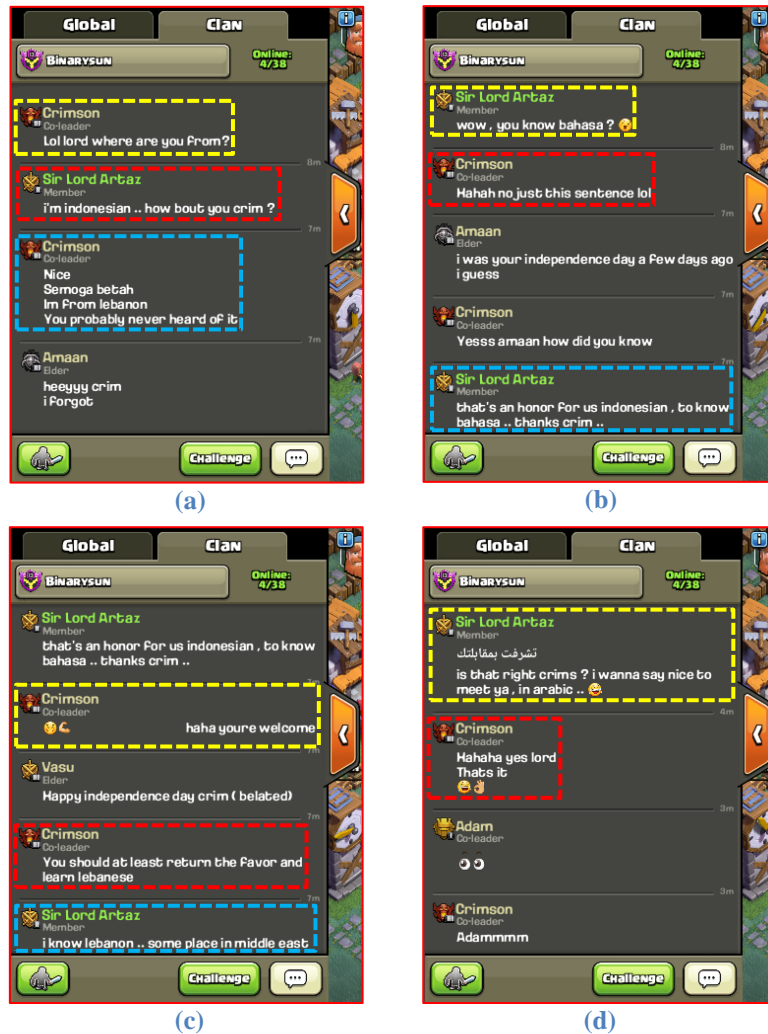 Global
Clan
Binarysun
Online:
4/38
Crimson
Co-leader
Lol lord where are you from?
8m
Sir Lord Artaz
Member
i'm indonesian .. how bout you crim ?
7m
Crimson
Co-leader
Nice
Semoga betah
Im from lebanon
You probably never heard of it
7m
Amaan
Elder
heeyyy crim
i forgot
Challenge
(a)
Global
Clan
Binarysun
Online:
4/38
Sir Lord Artaz
Member
wow , you know bahasa ? 😮
8m
Crimson
Co-leader
Hahah no just this sentence lol
7m
Amaan
Elder
i was your independence day a few days ago
i guess
7m
Crimson
Co-leader
Yesss amaan how did you know
7m
Sir Lord Artaz
Member
that's an honor for us indonesian , to know
bahasa .. thanks crim ..
Challenge
(b)
Global
Clan
Binarysun
Online:
4/38
Sir Lord Artaz
Member
that's an honor for us indonesian , to know
bahasa .. thanks crim ..
7m
Crimson
Co-leader
haha youre welcome
Vasu
Elder
Happy independence day crim ( belated)
7m
Crimson
Co-leader
You should at least return the favor and
learn lebanese
7m
Sir Lord Artaz
Member
i know lebanon .. some place in middle east
Challenge
(c)
Global
Clan
Binarysun
Online:
4/38
Sir Lord Artaz
Member
تشرفت بمقابلتك
is that right crims ? i wanna say nice to
meet ya , in arabic .. 😂
4m
Crimson
Co-leader
Hahaha yes lord
Thats it
😂👌
3m
Adam
Co-leader
👀
3m
Crimson
Co-leader
Adammmm
Challenge
(d)